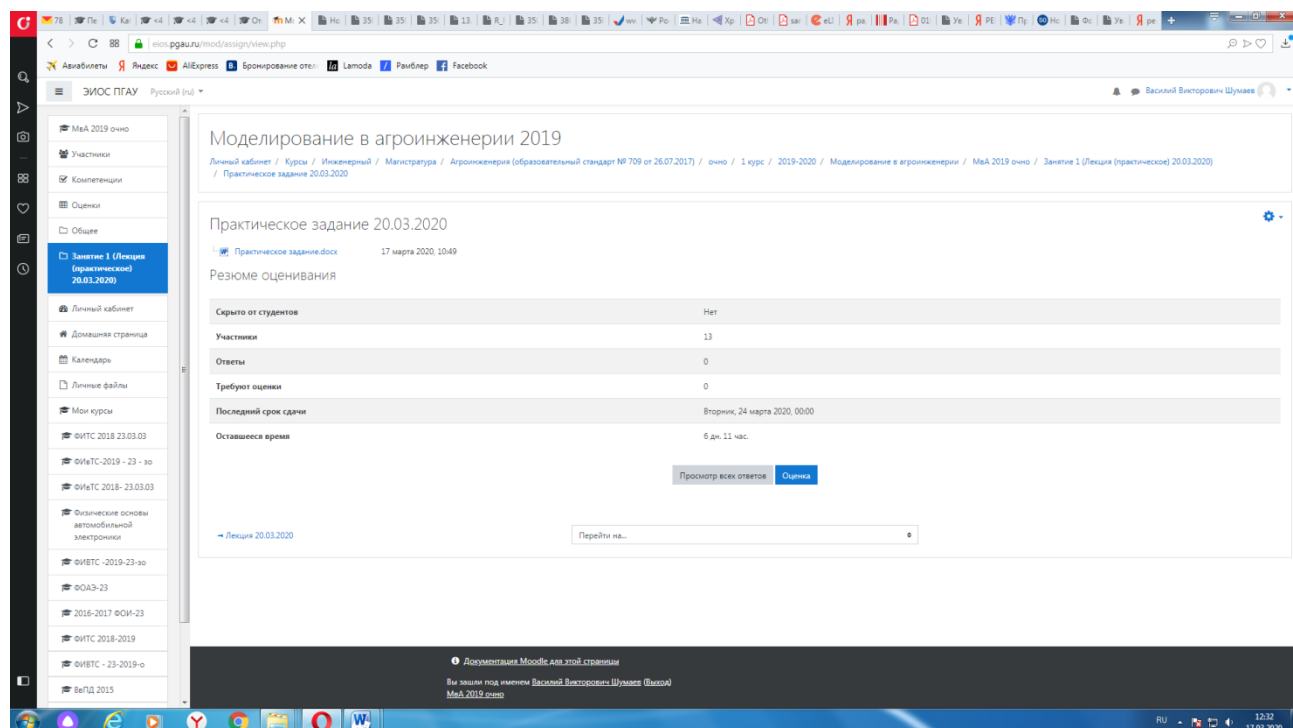 eios.pgau.ru/mod/assign/view.php
Авиабилеты Яндекс AliExpress Lamoda Рамблер Facebook
ЭИОС ПГАУ Русский (ru)
Василий Викторович Шумаев
МвА 2019 очно
Участники
Компетенции
Оценки
Общее
Занятие 1 (Лекция
(практическое)
20.03.2020)
Личный кабинет
Домашняя страница
Календарь
Личные файлы
Мои курсы
ФИТС 2018 23.03.03
ФИвТС-2019 - 23 - зо
ФИвТС 2018- 23.03.03
Физические основы
автомобильной
электроники
ФИВТС -2019-23-зо
ФОАЭ-23
2016-2017 ФОИ-23
ФИТС 2018-2019
ФИВТС - 23-2019-о
ВеПД 2015
Моделирование в агроинженерии 2019
Личный кабинет / Курсы / Инженерный / Магистратура / Агроинженерия (образовательный стандарт № 709 от 26.07.2017) / очно / 1 курс / 2019-2020 / Моделирование в агроинженерии / МвА 2019 очно / Занятие 1 (Лекция (практическое) 20.03.2020)
/ Практическое задание 20.03.2020
Практическое задание 20.03.2020
Практическое задание.docx 17 марта 2020, 10:49
Резюме оценивания
Скрыто от студентов Нет
Участники 13
Ответы 0
Требуют оценки 0
Последний срок сдачи Вторник, 24 марта 2020, 00:00
Оставшееся время 6 дн. 11 час.
Просмотр всех ответов Оценка
→ Лекция 20.03.2020 Перейти на...
Документация Moodle для этой страницы
Вы зашли под именем Василий Викторович Шумаев (Выход)
МвА 2019 очно
RU 12:32
17.03.2020